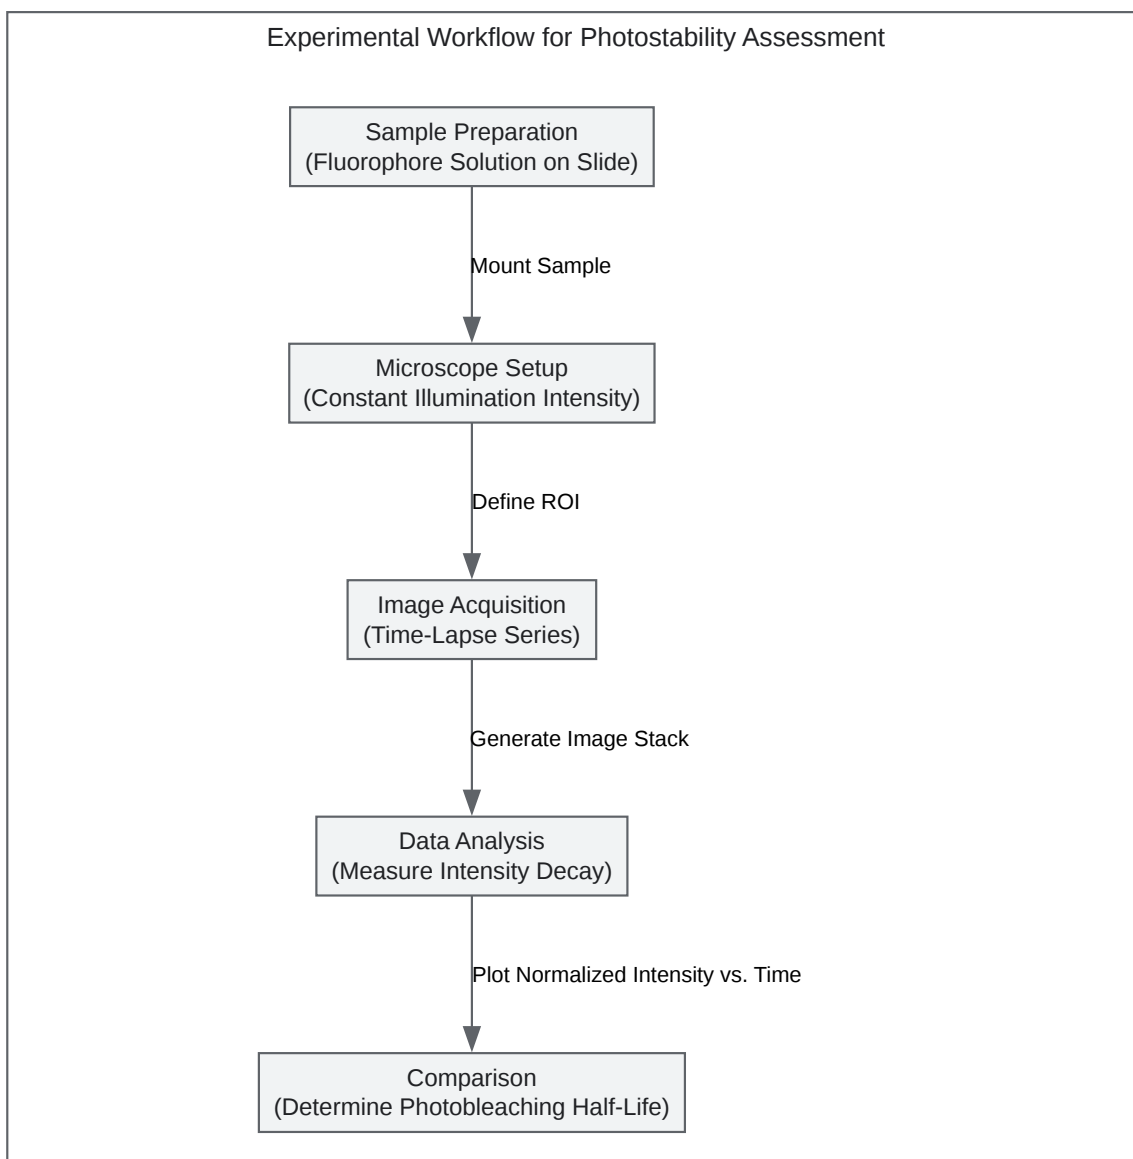 Experimental Workflow for Photostability Assessment
Sample Preparation
(Fluorophore Solution on Slide)
Mount Sample
Microscope Setup
(Constant Illumination Intensity)
Define ROI
Image Acquisition
(Time-Lapse Series)
Generate Image Stack
Data Analysis
(Measure Intensity Decay)
Plot Normalized Intensity vs. Time
Comparison
(Determine Photobleaching Half-Life)